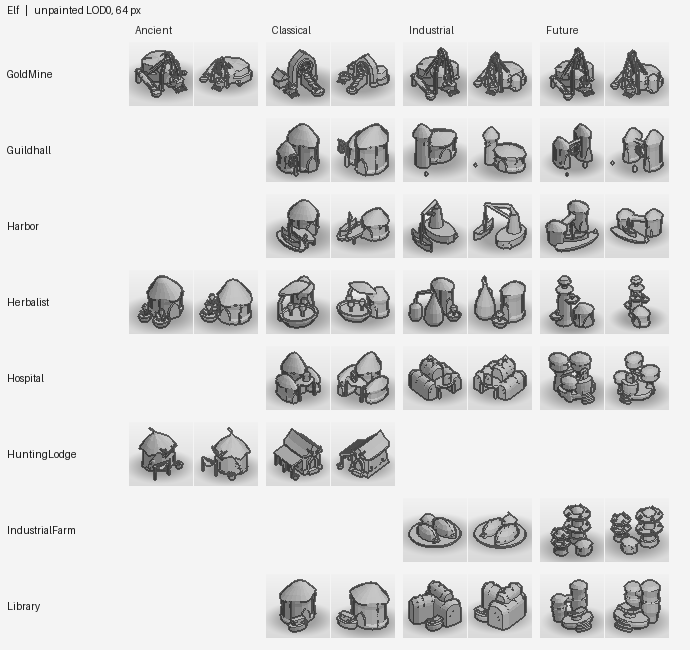 Elf | unpainted LOD0, 64 px
Ancient Classical Industrial Future
GoldMine
Guildhall
Harbor
Herbalist
Hospital
HuntingLodge
IndustrialFarm
Library